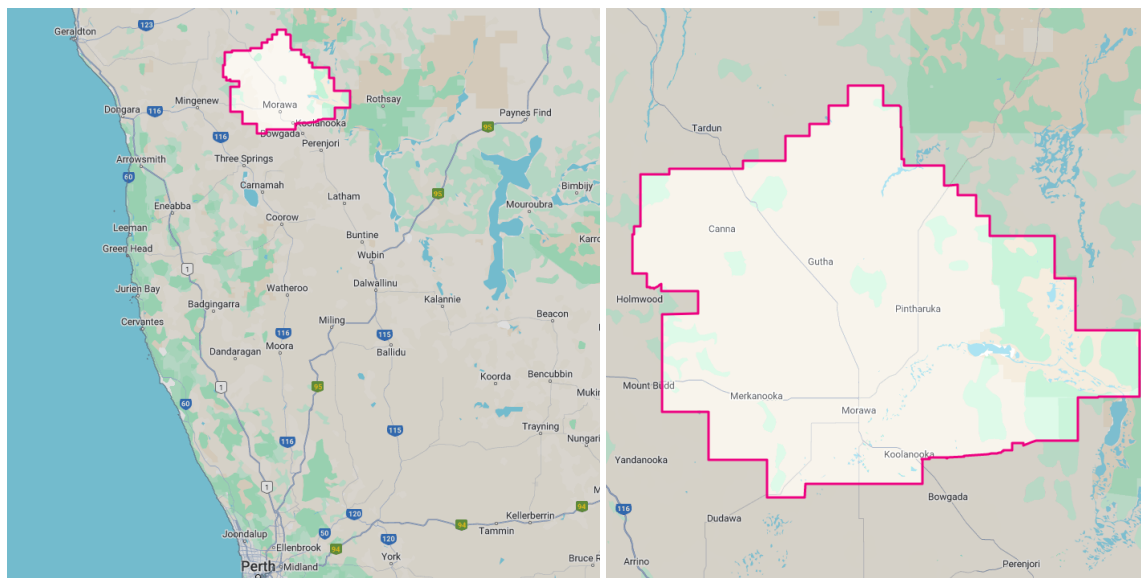 123
Geraldton
Dongara
116
Mingenew
Morawa
Koolanooka
Bowgada
Perenjori
Rothsay
Paynes Find
95
116
Three Springs
Arrowsmith
60
Carnamah
Latham
95
Bimbijy
Mouroubra
Eneabba
Coorow
Leeman
Green Head
Buntine
Wubin
Karro
1
Jurien Bay
Badgingarra
Watheroo
Dalwallinu
Kalannie
Cervantes
Miling
Beacon
116
Moora
115
Ballidu
Dandaragan
Koorda
Bencubbin
Mukin
1
95
60
Trayning
Nungari
116
115
1
94
120
Kellerberrin
94
Tammin
Joondalup
50
120
Ellenbrook
94
Perth
Midland
York
Bruce R
Tardun
Canna
Gutha
Holmwood
Pintharuka
Mount Budd
Merkanooka
Morawa
Koolanooka
Yandanooka
Bowgada
116
Dudawa
Arrino
Perenjori